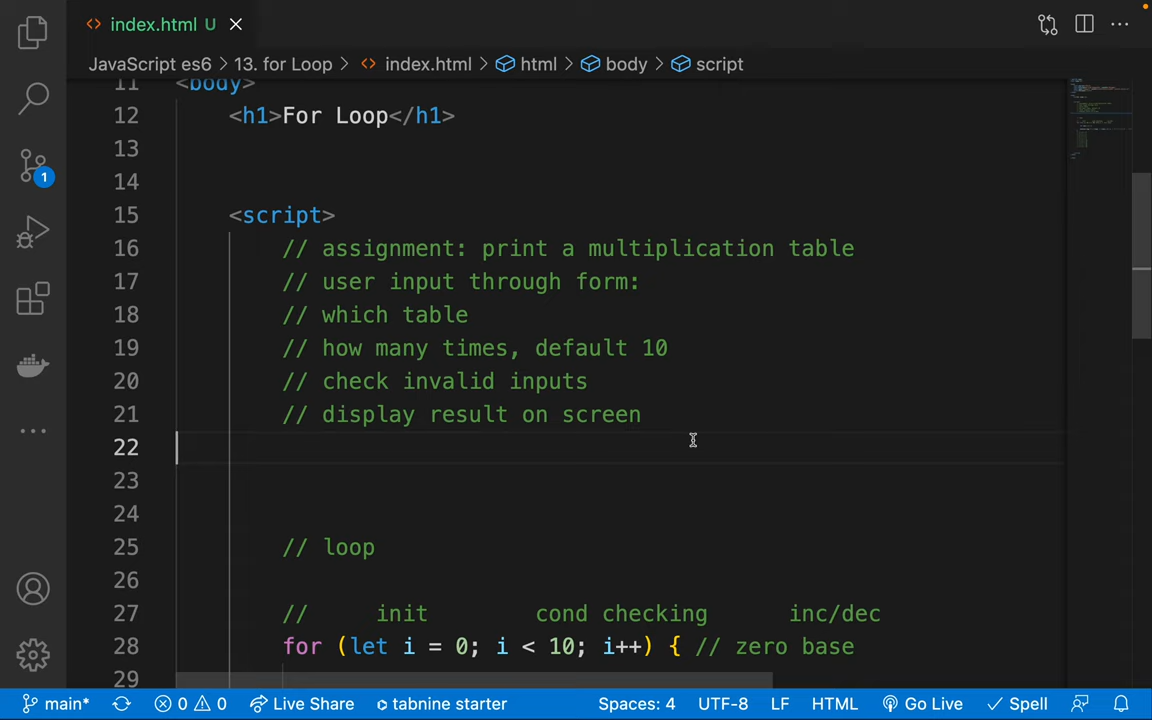 index.html U
JavaScript es6 > 13. for Loop > index.html > html > body > script
11 <body>
12 <h1>For Loop</h1>
13
14
15 <script>
16 // assignment: print a multiplication table
17 // user input through form:
18 // which table
19 // how many times, default 10
20 // check invalid inputs
21 // display result on screen
22
23
24
25 // loop
26
27 // init cond checking inc/dec
28 for (let i = 0; i < 10; i++) { // zero base
29
1
main* 0 0 Live Share tabnine starter Spaces: 4 UTF-8 LF HTML Go Live Spell